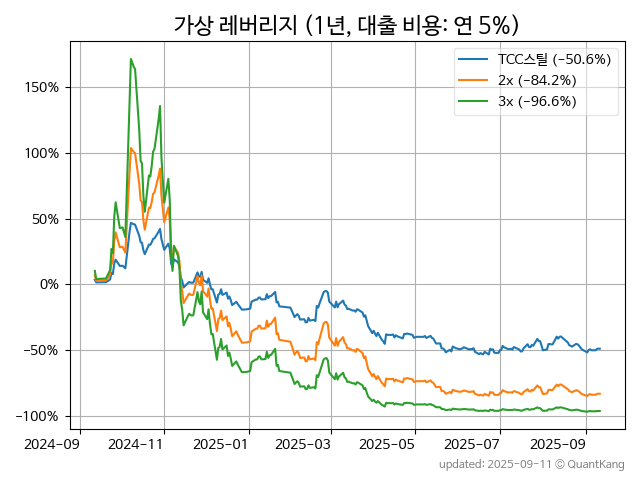 가상 레버리지 (1년, 대출 비용: 연 5%)
TCC스틸 (-50.6%)
2x (-84.2%)
3x (-96.6%)
150%
100%
50%
0%
-50%
-100%
2024-09 2024-11 2025-01 2025-03 2025-05 2025-07 2025-09
updated: 2025-09-11 © QuantKang